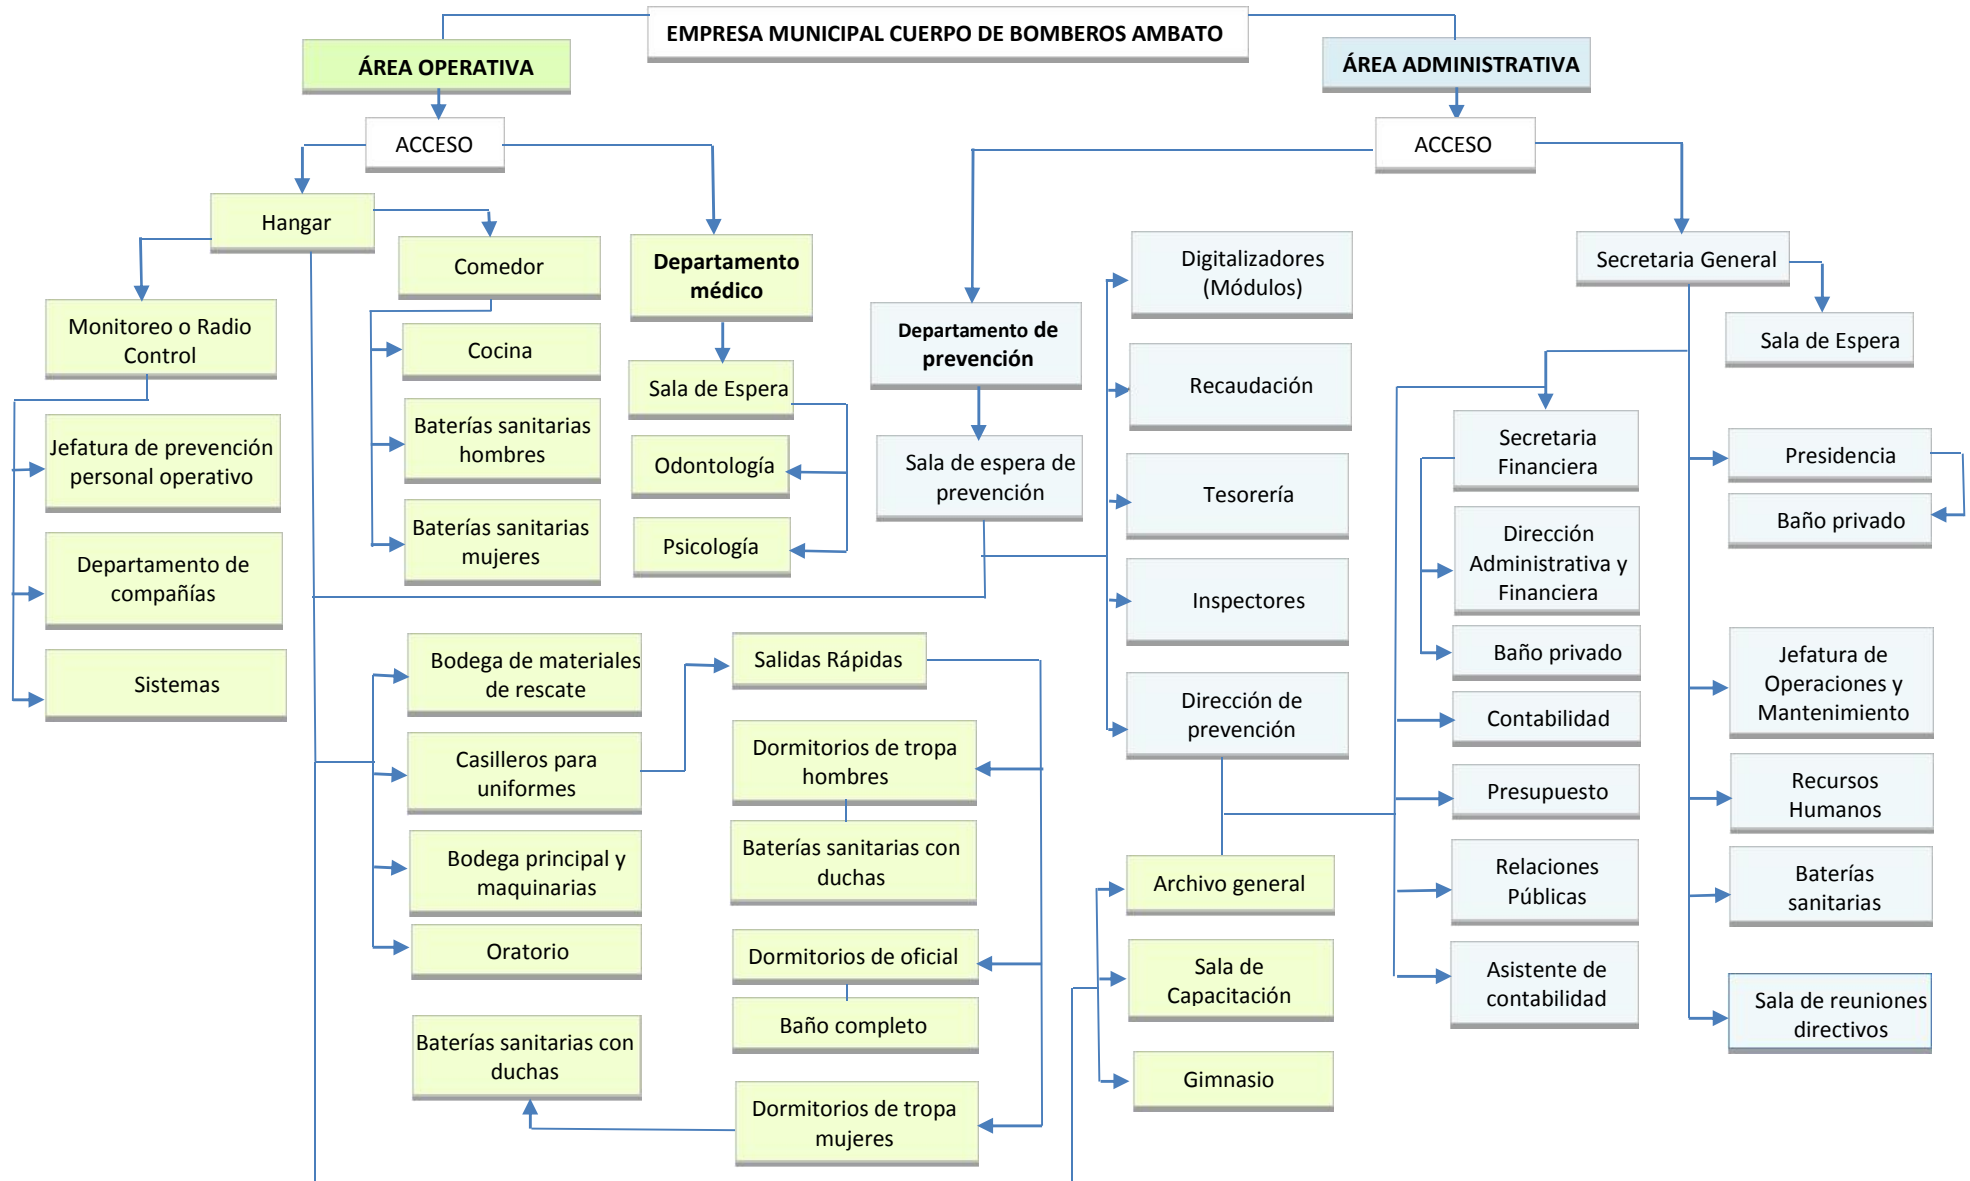 EMPRESA MUNICIPAL CUERPO DE BOMBEROS AMBATO
ÁREA OPERATIVA
ÁREA ADMINISTRATIVA
ACCESO
ACCESO
Hangar
Comedor
Departamento
médico
Monitoreo o Radio
Control
Cocina
Sala de Espera
Jefatura de prevención
personal operativo
Baterías sanitarias
hombres
Odontología
Departamento de
compañías
Baterías sanitarias
mujeres
Psicología
Sistemas
Bodega de materiales
de rescate
Salidas Rápidas
Casilleros para
uniformes
Dormitorios de tropa
hombres
Bodega principal y
maquinarias
Baterías sanitarias con
duchas
Oratorio
Dormitorios de oficial
Baño completo
Baterías sanitarias con
duchas
Dormitorios de tropa
mujeres
Departamento de
prevención
Sala de espera de
prevención
Digitalizadores
(Módulos)
Recaudación
Tesorería
Inspectores
Dirección de
prevención
Archivo general
Sala de
Capacitación
Gimnasio
Secretaria General
Sala de Espera
Secretaria
Financiera
Dirección
Administrativa y
Financiera
Baño privado
Contabilidad
Presupuesto
Relaciones
Públicas
Asistente de
contabilidad
Presidencia
Baño privado
Jefatura de
Operaciones y
Mantenimiento
Recursos
Humanos
Baterías
sanitarias
Sala de reuniones
directivos